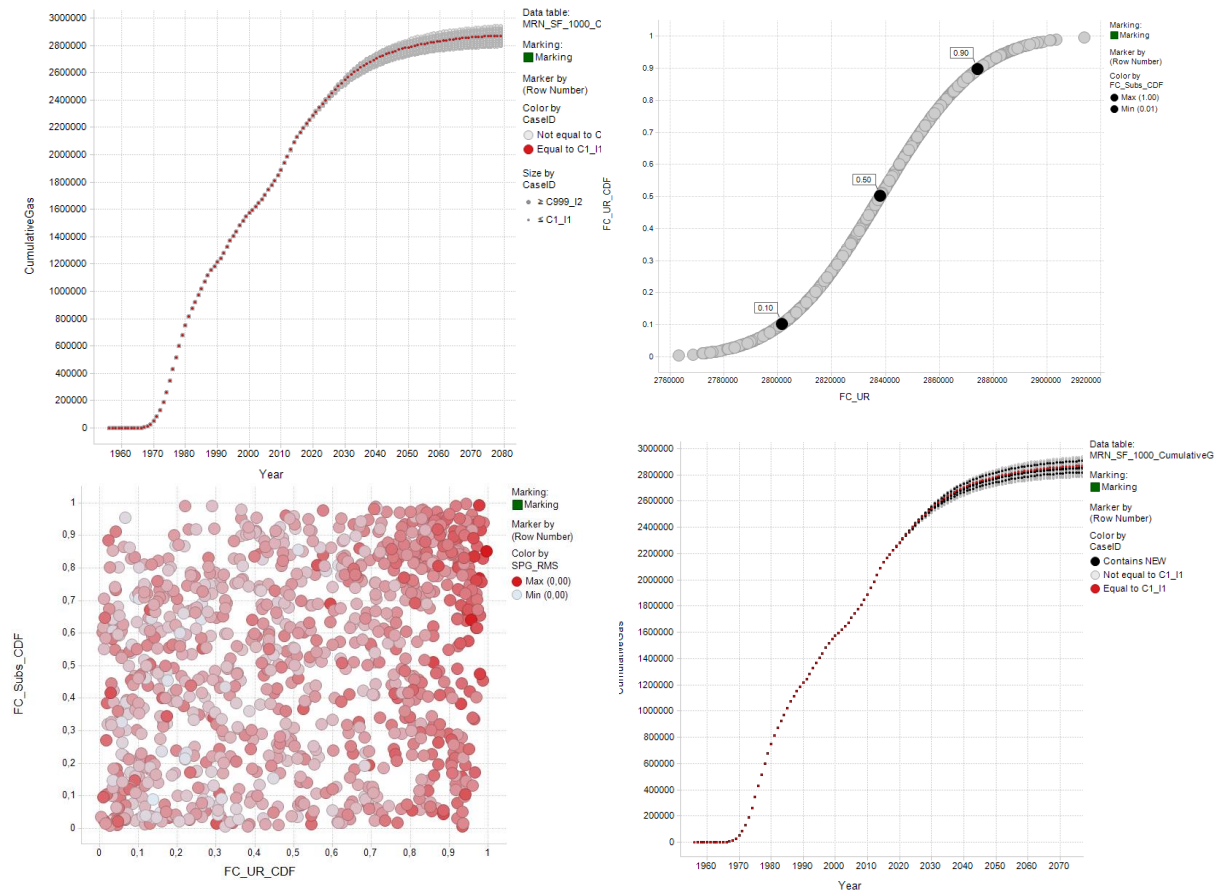 3000000
2800000
2600000
2400000
2200000
2000000
1800000
1600000
1400000
1200000
1000000
800000
600000
400000
200000
0
CumulativeGas
1960 1970 1980 1990 2000 2010 2020 2030 2040 2050 2060 2070 2080
Year
Data table:
MRN_SF_1000_C
Marking:
Marking
Marker by
(Row Number)
Color by
CaseID
Not equal to C
Equal to C1_I1
Size by
CaseID
≥ C999_I2
≤ C1_I1
1
0.9
0.8
0.7
0.6
0.5
0.4
0.3
0.2
0.1
0
FC_UR_CDF
0.90
0.50
0.10
2760000 2780000 2800000 2820000 2840000 2860000 2880000 2900000 2920000
FC_UR
Marking:
Marking
Marker by
(Row Number)
Color by
FC_Subs_CDF
Max (1.00)
Min (0.01)
1
0,9
0,8
0,7
0,6
0,5
0,4
0,3
0,2
0,1
0
FC_Subs_CDF
0 0,1 0,2 0,3 0,4 0,5 0,6 0,7 0,8 0,9 1
FC_UR_CDF
Marking:
Marking
Marker by
(Row Number)
Color by
SPG_RMS
Max (0,00)
Min (0,00)
3000000
2800000
2600000
2400000
2200000
2000000
1800000
1600000
1400000
1200000
1000000
800000
600000
400000
200000
0
CumulativeGas
1960 1970 1980 1990 2000 2010 2020 2030 2040 2050 2060 2070
Year
Data table:
MRN_SF_1000_CumulativeG
Marking:
Marking
Marker by
(Row Number)
Color by
CaseID
Contains NEW
Not equal to C1_I1
Equal to C1_I1